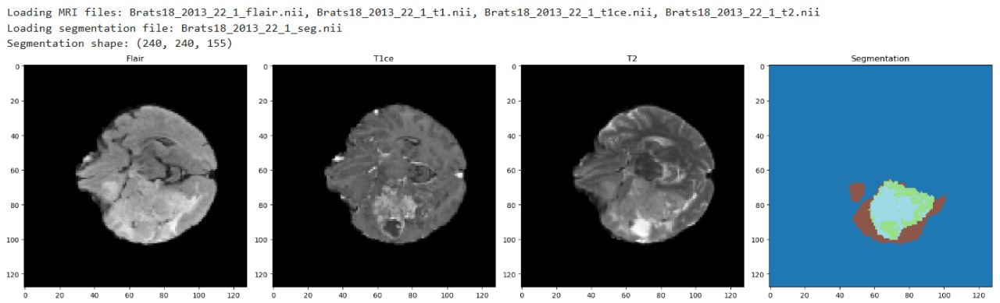 Loading MRI files: Brats18_2013_22_1_flair.nii, Brats18_2013_22_1_t1.nii, Brats18_2013_22_1_t1ce.nii, Brats18_2013_22_1_t2.nii
Loading segmentation file: Brats18_2013_22_1_seg.nii
Segmentation shape: (240, 240, 155)
Flair T1ce T2 Segmentation
0 0 0 0
20 20 20 20
40 40 40 40
60 60 60 60
80 80 80 80
100 100 100 100
120 120 120 120
0 20 40 60 80 100 120 0 20 40 60 80 100 120 0 20 40 60 80 100 120 0 20 40 60 80 100 120